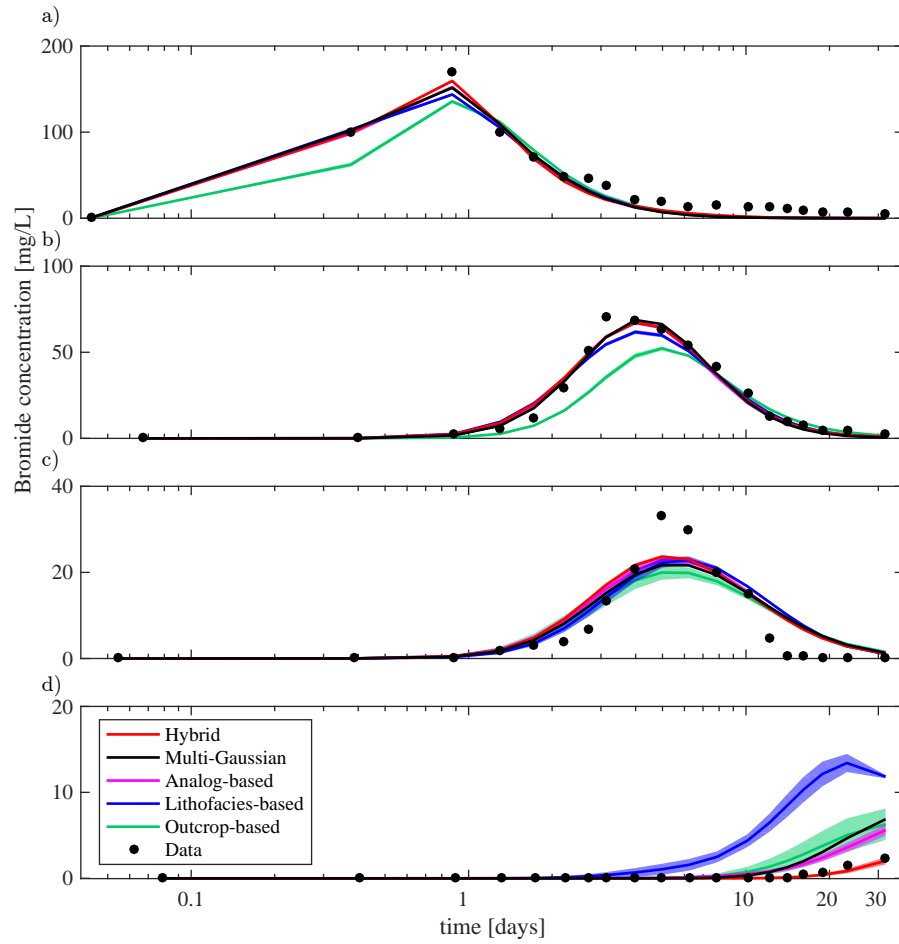 a)
200
100
0
b)
100
50
0
c)
40
20
0
d)
20
10
0
Bromide concentration [mg/L]
Hybrid
Multi-Gaussian
Analog-based
Lithofacies-based
Outcrop-based
Data
0.1 1 10 20 30
time [days]